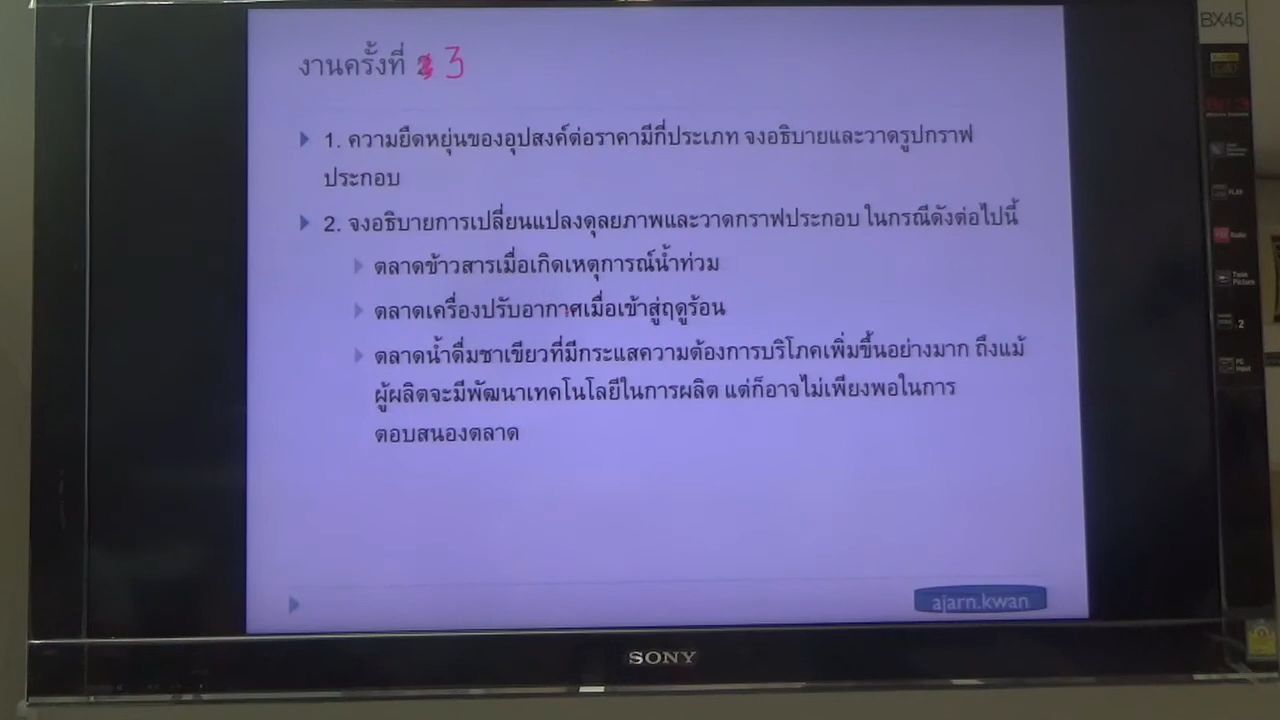 งานครั้งที่ 3
1. ความยืดหยุ่นของอุปสงค์ต่อราคามีกี่ประเภท จงอธิบายและวาดรูปกราฟ
ประกอบ
2. จงอธิบายการเปลี่ยนแปลงดุลยภาพและวาดกราฟประกอบ ในกรณีดังต่อไปนี้
ตลาดข้าวสารเมื่อเกิดเหตุการณ์น้ำท่วม
ตลาดเครื่องปรับอากาศเมื่อเข้าสู่ฤดูร้อน
ตลาดน้ำดื่มชาเขียวที่มีกระแสความต้องการบริโภคเพิ่มขึ้นอย่างมาก ถึงแม้
ผู้ผลิตจะมีพัฒนาเทคโนโลยีในการผลิต แต่ก็อาจไม่เพียงพอในการ
ตอบสนองตลาด
ajarn.kwan
SONY
BX45